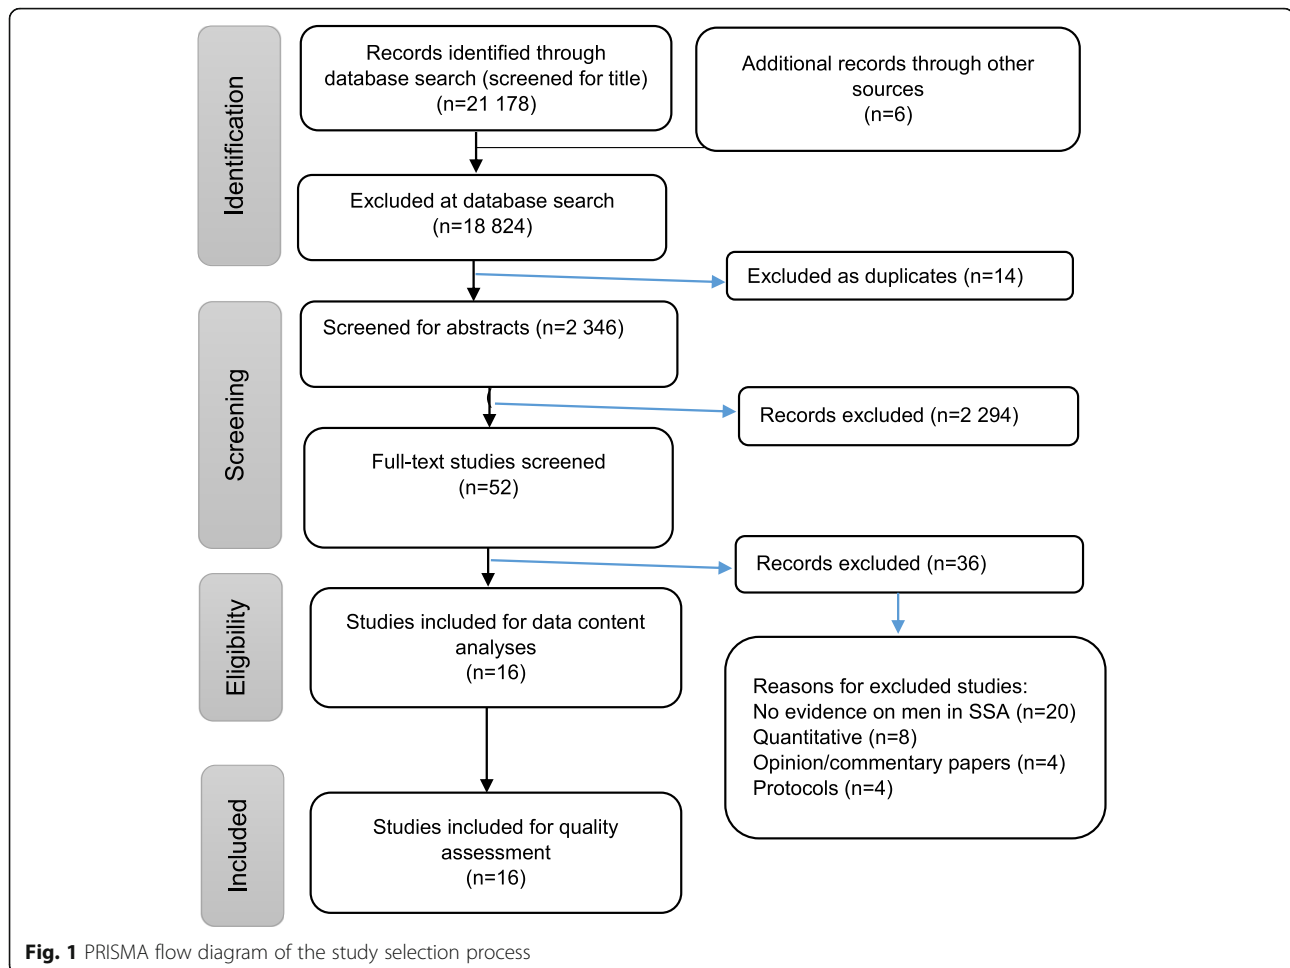 Identification
Records identified through
database search (screened for title)
(n=21 178)
Additional records through other
sources
(n=6)
Excluded at database search
(n=18 824)
Excluded as duplicates (n=14)
Screening
Screened for abstracts (n=2 346)
Records excluded (n=2 294)
Full-text studies screened
(n=52)
Records excluded (n=36)
Eligibility
Studies included for data content
analyses
(n=16)
Reasons for excluded studies:
No evidence on men in SSA (n=20)
Quantitative (n=8)
Opinion/commentary papers (n=4)
Protocols (n=4)
Included
Studies included for quality
assessment
(n=16)
Fig. 1 PRISMA flow diagram of the study selection process